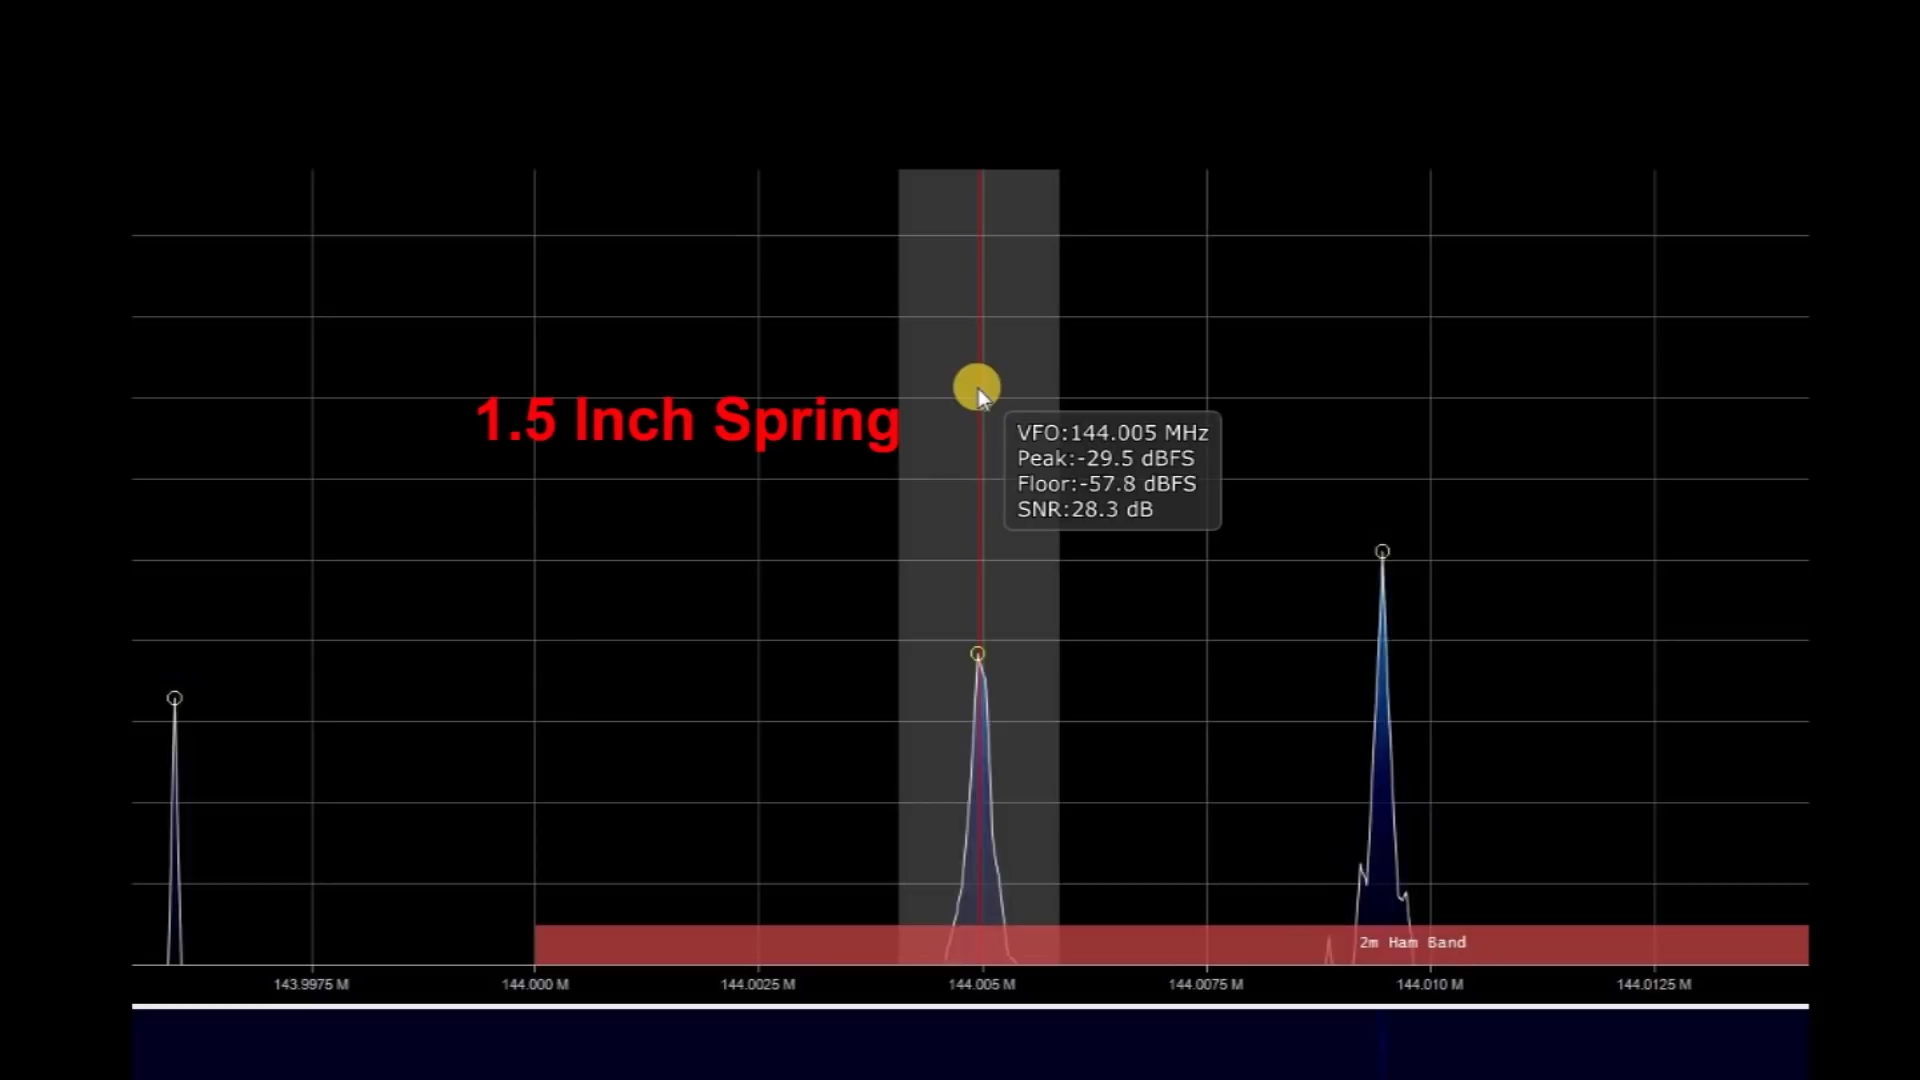 1.5 Inch Spring
VFO:144.005 MHz
Peak:-29.5 dBFS
Floor:-57.8 dBFS
SNR:28.3 dB
2m Ham Band
143.9975 M
144.000 M
144.0025 M
144.005 M
144.0075 M
144.010 M
144.0125 M